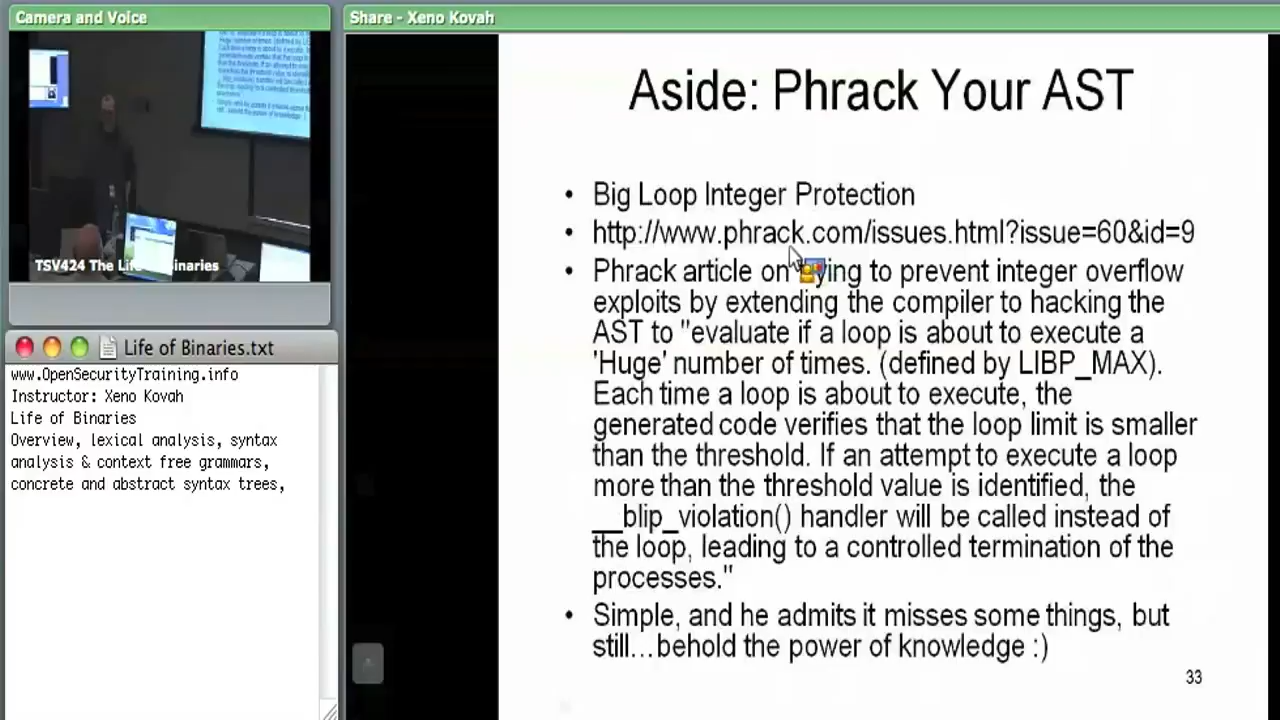 Camera and Voice
Share - Xeno Kovah
TSV424 The Li
inaries
Life of Binaries.txt
www.OpenSecurityTraining.info
Instructor: Xeno Kovah
Life of Binaries
Overview, lexical analysis, syntax
analysis & context free grammars,
concrete and abstract syntax trees,
Aside: Phrack Your AST
• Big Loop Integer Protection
• http://www.phrack.com/issues.html?issue=60&id=9
• Phrack article on to prevent integer overflow
exploits by extending the compiler to hacking the
AST to "evaluate if a loop is about to execute a
'Huge' number of times. (defined by LIBP_MAX).
Each time a loop is about to execute, the
generated code verifies that the loop limit is smaller
than the threshold. If an attempt to execute a loop
more than the threshold value is identified, the
__blip_violation() handler will be called instead of
the loop, leading to a controlled termination of the
processes."
• Simple, and he admits it misses some things, but
still...behold the power of knowledge :)
33